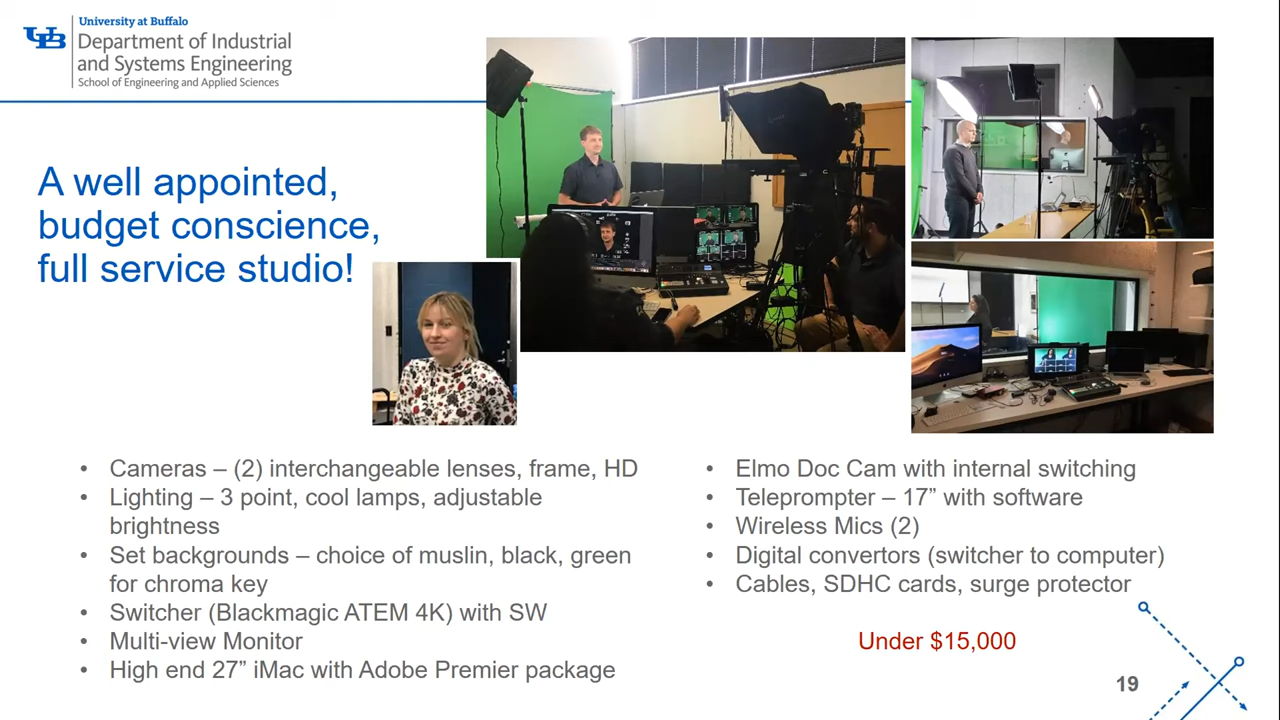 University at Buffalo
Department of Industrial
and Systems Engineering
School of Engineering and Applied Sciences
A well appointed,
budget conscience,
full service studio!
• Cameras – (2) interchangeable lenses, frame, HD
• Lighting – 3 point, cool lamps, adjustable
brightness
• Set backgrounds – choice of muslin, black, green
for chroma key
• Switcher (Blackmagic ATEM 4K) with SW
• Multi-view Monitor
• High end 27” iMac with Adobe Premier package
• Elmo Doc Cam with internal switching
• Teleprompter – 17” with software
• Wireless Mics (2)
• Digital convertors (switcher to computer)
• Cables, SDHC cards, surge protector
Under $15,000
19